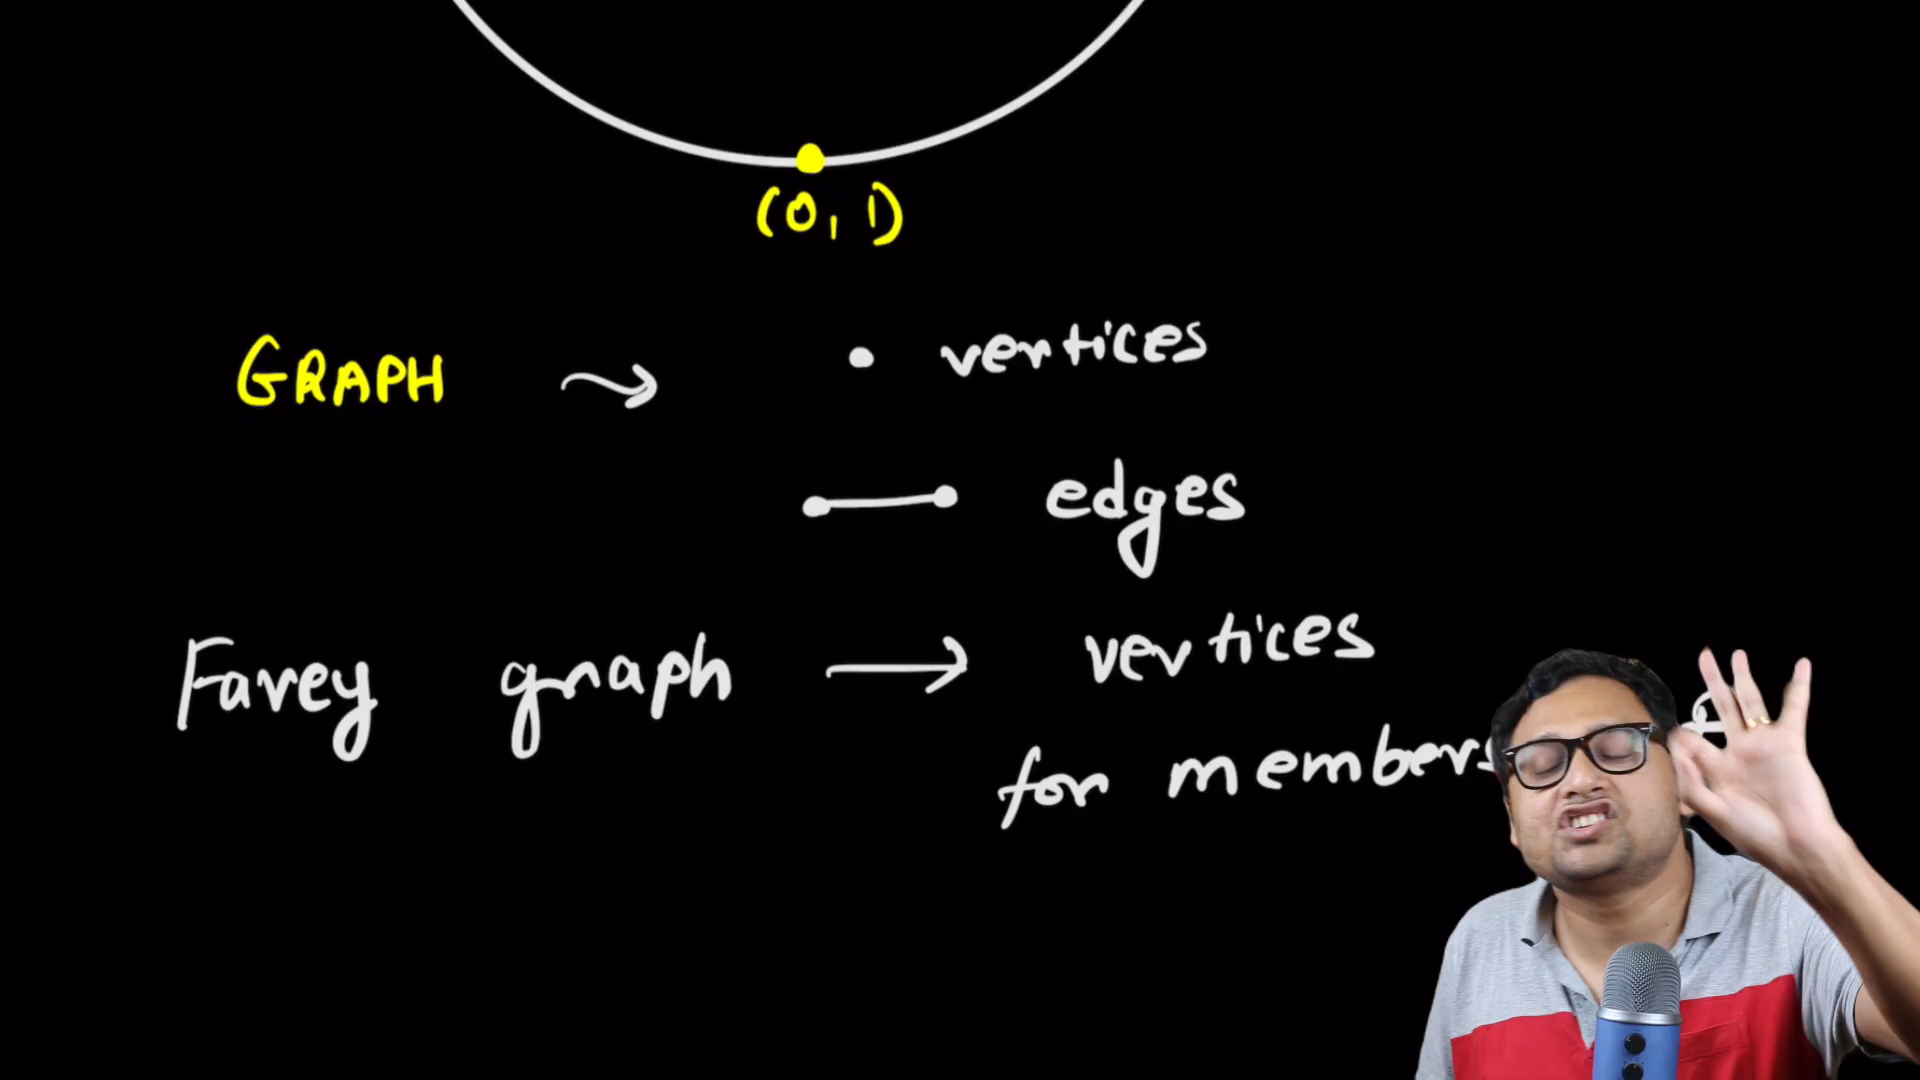 (0, 1)
GRAPH vertices
edges
Farey graph → vertices
for members